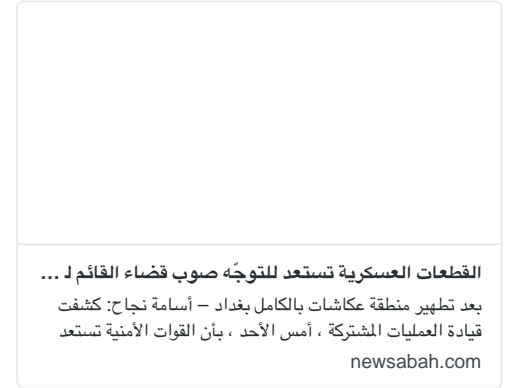 القطعات العسكرية تستعد للتوجّه صوب قضاء القائم لـ ...
بعد تطهير منطقة عكاشات بالكامل بغداد – أسامة نجاح: كشفت
قيادة العمليات المشتركة ، أمس الأحد ، بأن القوات الأمنية تستعد
newsabah.com